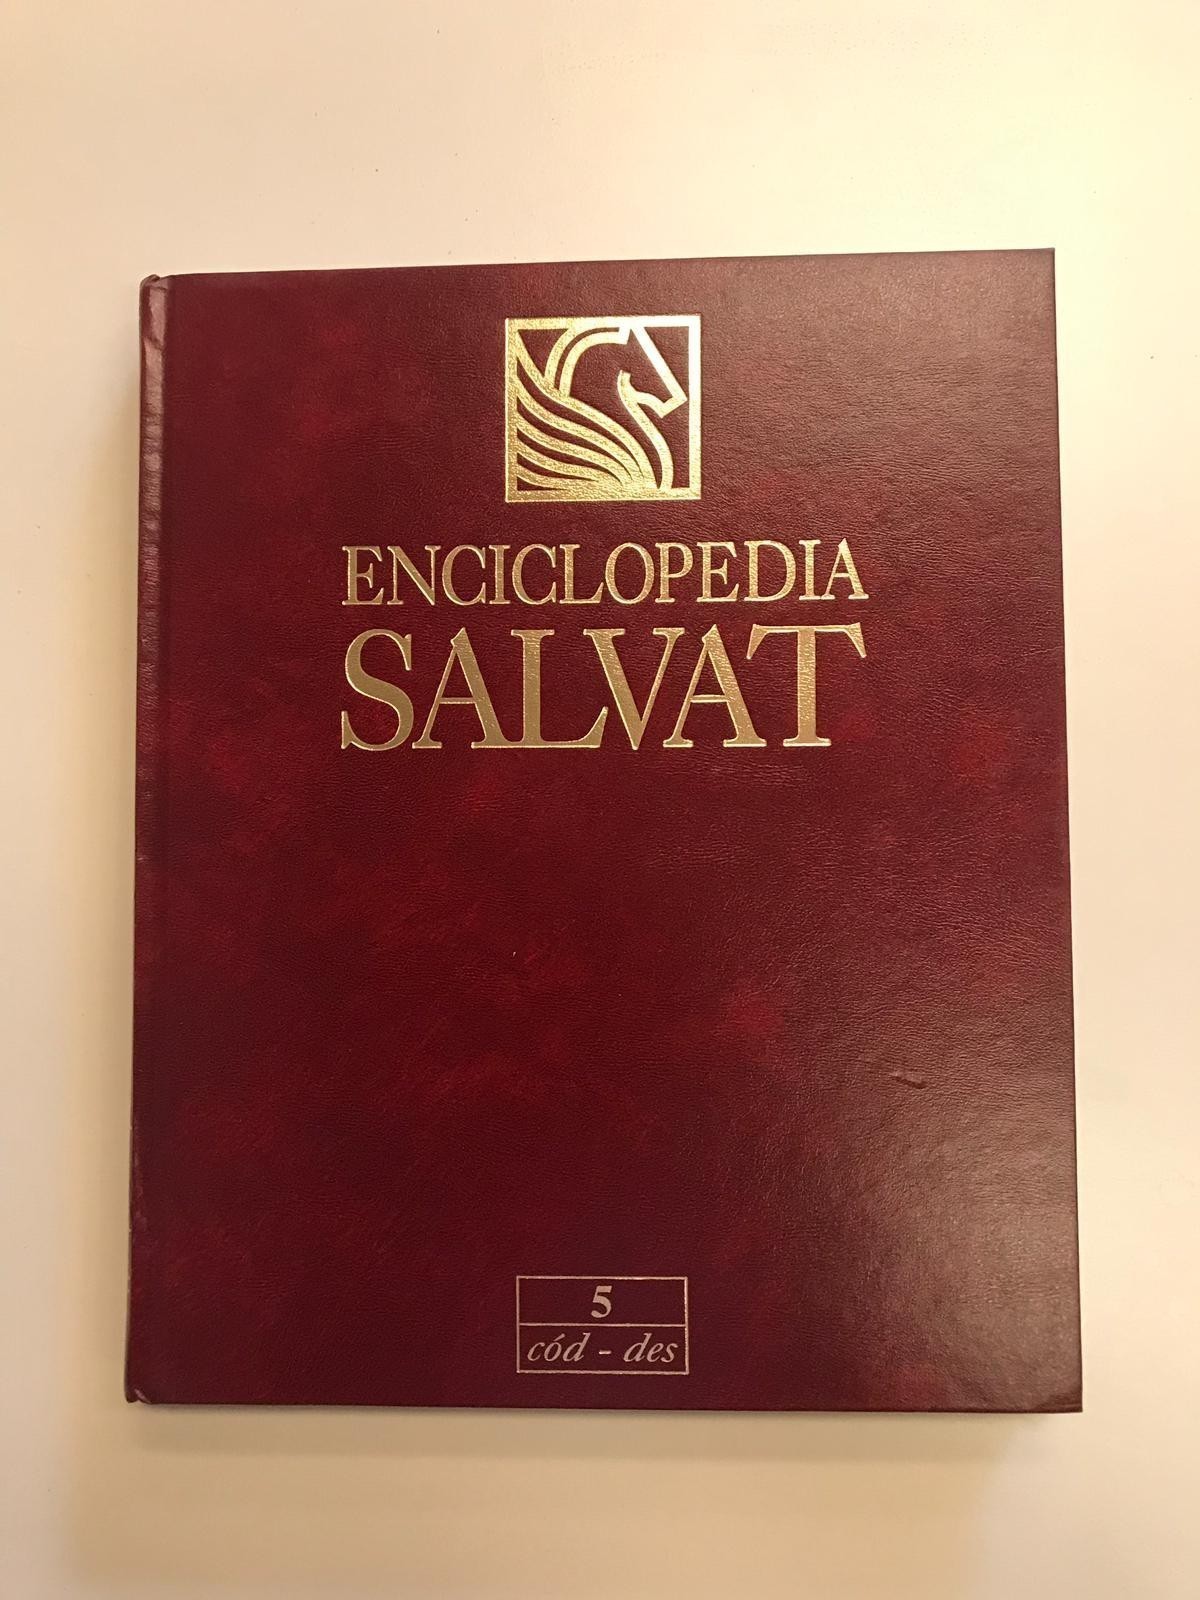 ENCICLOPEDIA
SALVAT
5
cód - des